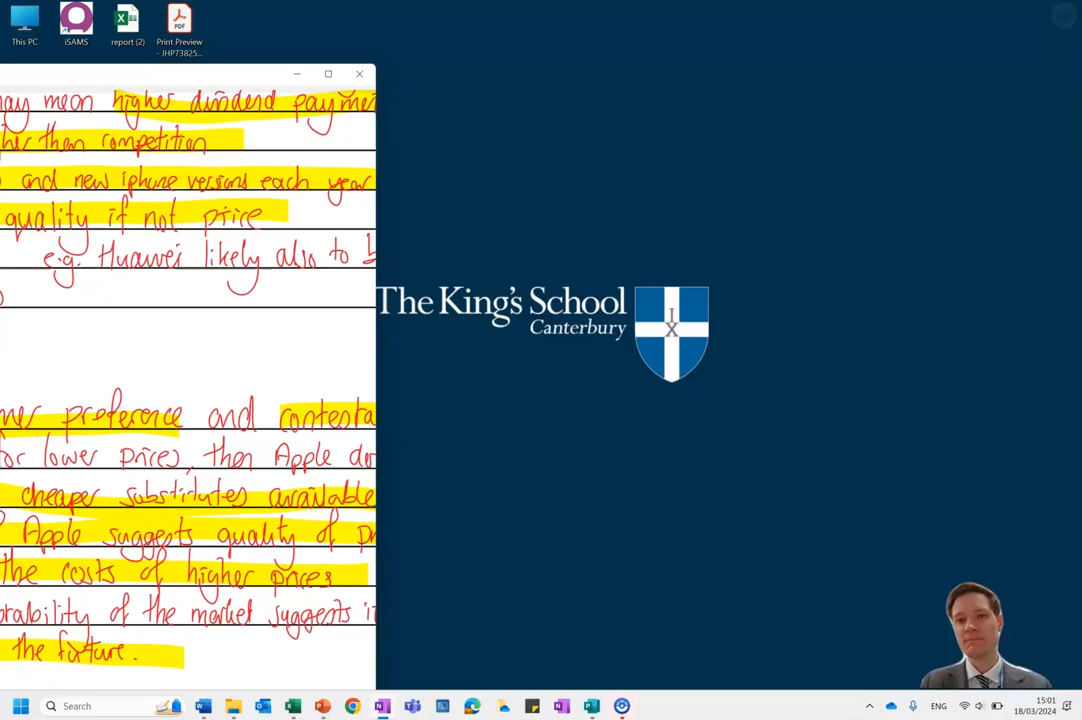 This PC
iSAMS
report (2)
Print Preview
- JHP73825...
may mean higher dividend payme
her than competition
and new iphone versions each year
quality if not price
e.g. Huawei likely also to
mer preference and contesta
or lower prices, then Apple do
cheaper substitutes available
Apple suggests quality of p
the costs of higher prices
orability of the market suggests i
the future.
The King's School
Canterbury
I
X
Search
ENG
15:01
18/03/2024